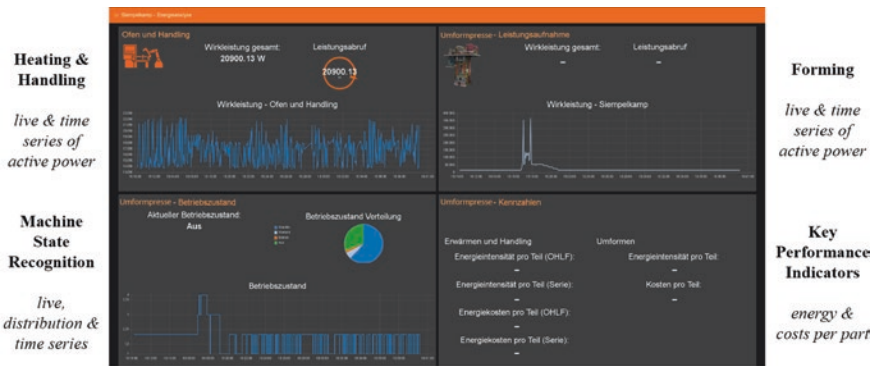 Siempelkamp - Energieanalyse
Heating &
Handling
live & time
series of
active power
Machine
State
Recognition
live,
distribution &
time series
Ofen und Handling
Wirkleistung gesamt:
20900.13 W
Leistungsabruf
20900.13
Wirkleistung - Ofen und Handling
Umformpresse - Leistungsaufnahme
Wirkleistung gesamt:
–
Leistungsabruf
–
Wirkleistung - Siempelkamp
Umformpresse - Betriebszustand
Aktueller Betriebszustand:
Aus
Betriebszustand Verteilung
Betriebszustand
Umformpresse - Kennzahlen
Erwärmen und Handling
Energieintensität pro Teil (OHLF):
–
Energieintensität pro Teil (Serie):
–
Energiekosten pro Teil (OHLF):
–
Energiekosten pro Teil (Serie):
–
Umformen
Energieintensität pro Teil:
–
Kosten pro Teil:
–
Forming
live & time
series of
active power
Key
Performance
Indicators
energy &
costs per part